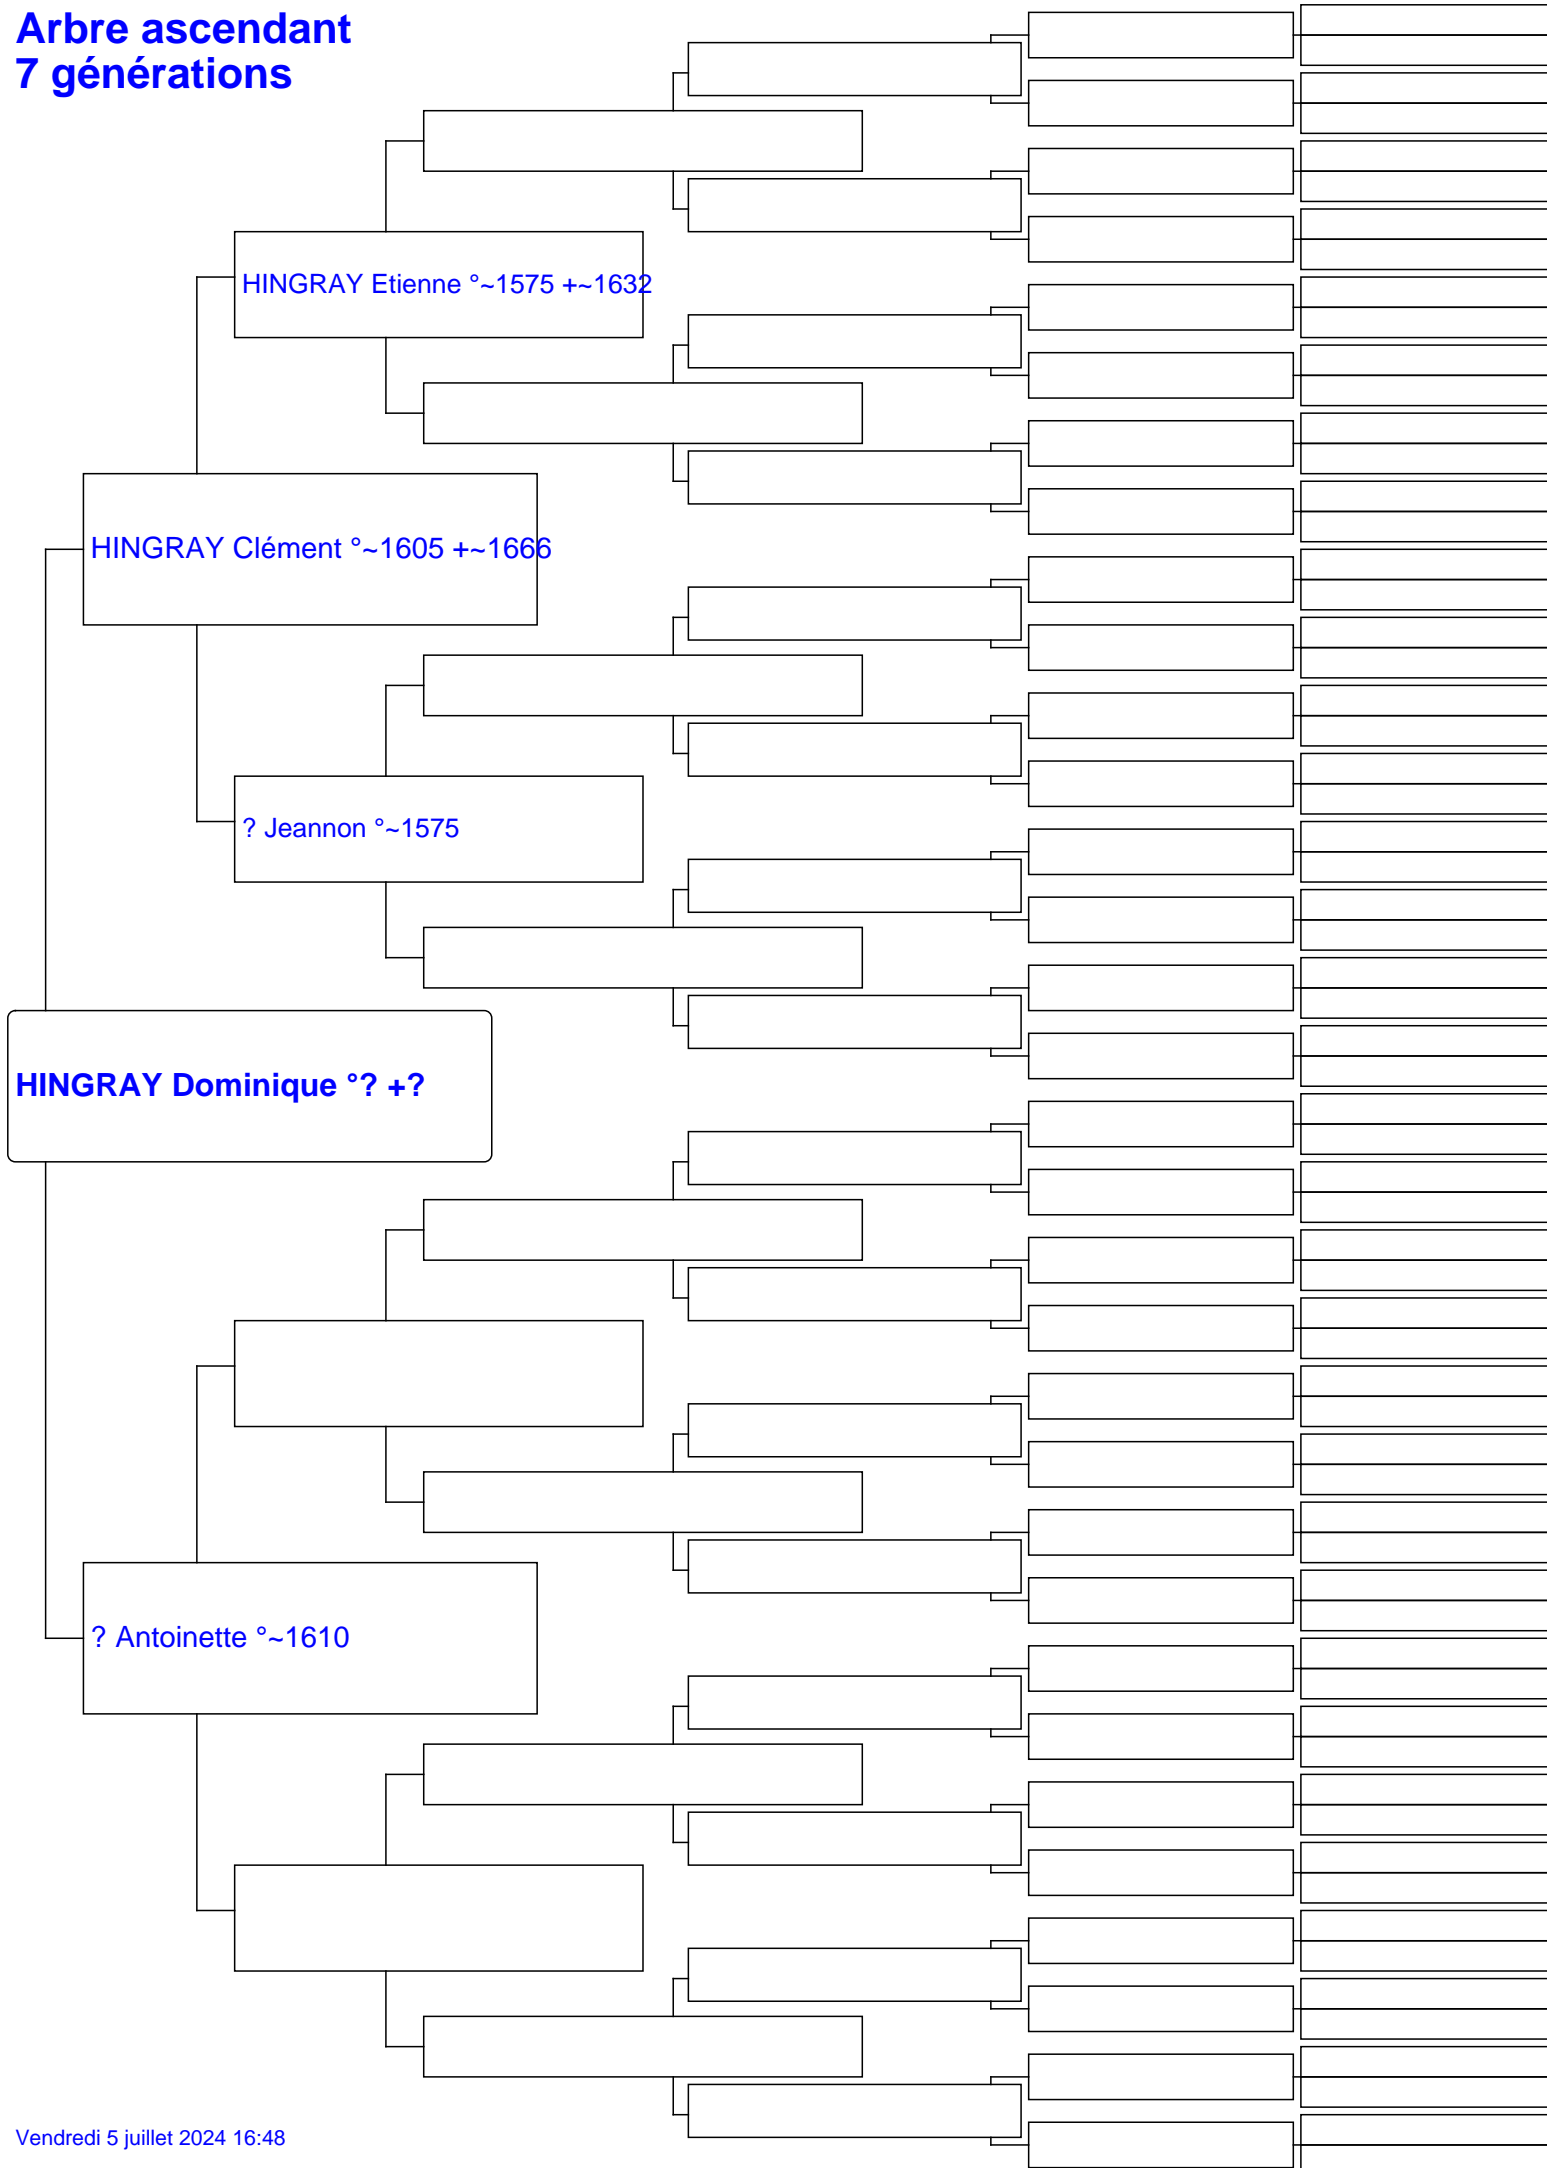 Arbre ascendant
7 générations
HINGRAY Etienne °~1575 +~1632
HINGRAY Clément °~1605 +~1666
? Jeannon °~1575
HINGRAY Dominique °? +?
? Antoinette °~1610
Vendredi 5 juillet 2024 16:48